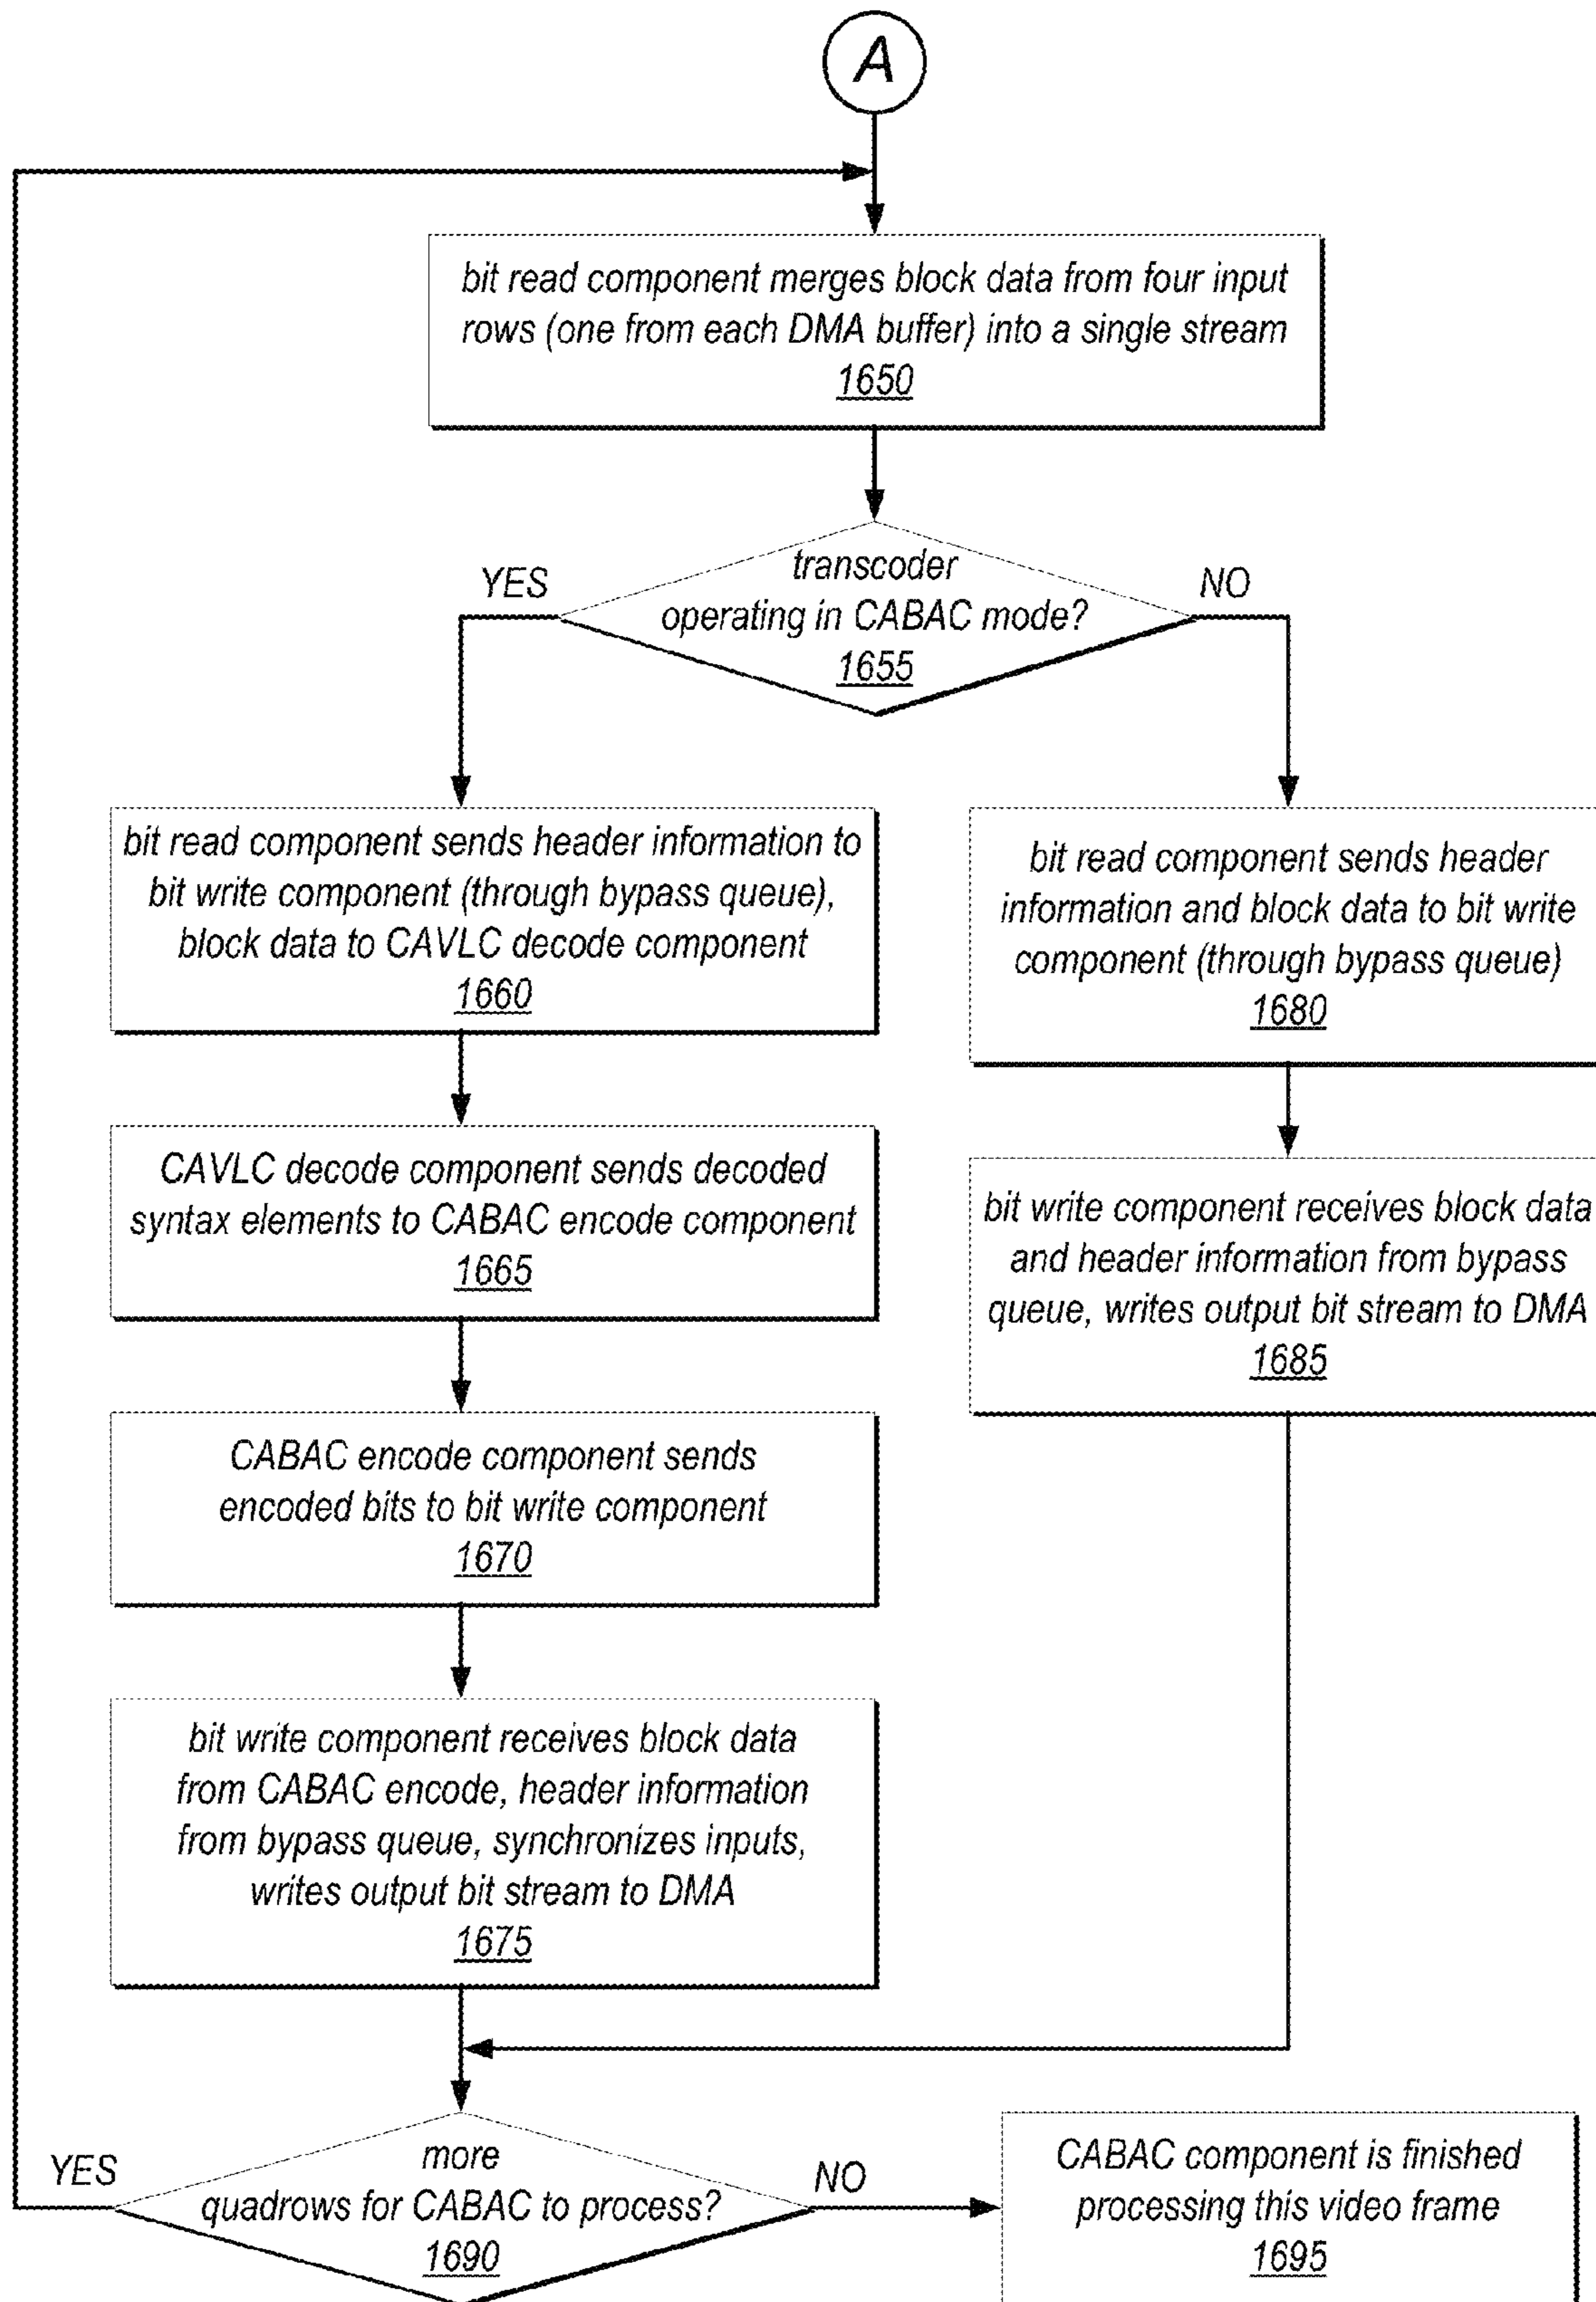 A
bit read component merges block data from four input
rows (one from each DMA buffer) into a single stream
1650
transcoder
operating in CABAC mode?
1655
YES
NO
bit read component sends header information to
bit write component (through bypass queue),
block data to CAVLC decode component
1660
CAVLC decode component sends decoded
syntax elements to CABAC encode component
1665
CABAC encode component sends
encoded bits to bit write component
1670
bit write component receives block data
from CABAC encode, header information
from bypass queue, synchronizes inputs,
writes output bit stream to DMA
1675
bit read component sends header
information and block data to bit write
component (through bypass queue)
1680
bit write component receives block data
and header information from bypass
queue, writes output bit stream to DMA
1685
more
quadrows for CABAC to process?
1690
YES
NO
CABAC component is finished
processing this video frame
1695